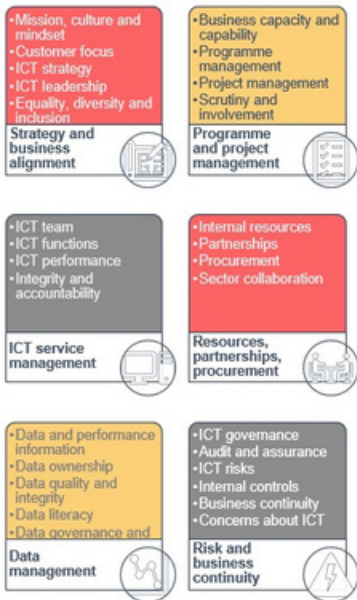 •Mission, culture and
mindset
•Customer focus
•ICT strategy
•ICT leadership
•Equality, diversity and
inclusion
Strategy and
business
alignment
•Business capacity and
capability
•Programme
management
•Project management
•Scrutiny and
involvement
Programme
and project
management
•ICT team
•ICT functions
•ICT performance
•Integrity and
accountability
ICT service
management
•Internal resources
•Partnerships
•Procurement
•Sector collaboration
Resources,
partnerships,
procurement
•Data and performance
information
•Data ownership
•Data quality and
integrity
•Data literacy
•Data governance and
Data
management
•ICT governance
•Audit and assurance
•ICT risks
•Internal controls
•Business continuity
•Concerns about ICT
Risk and
business
continuity